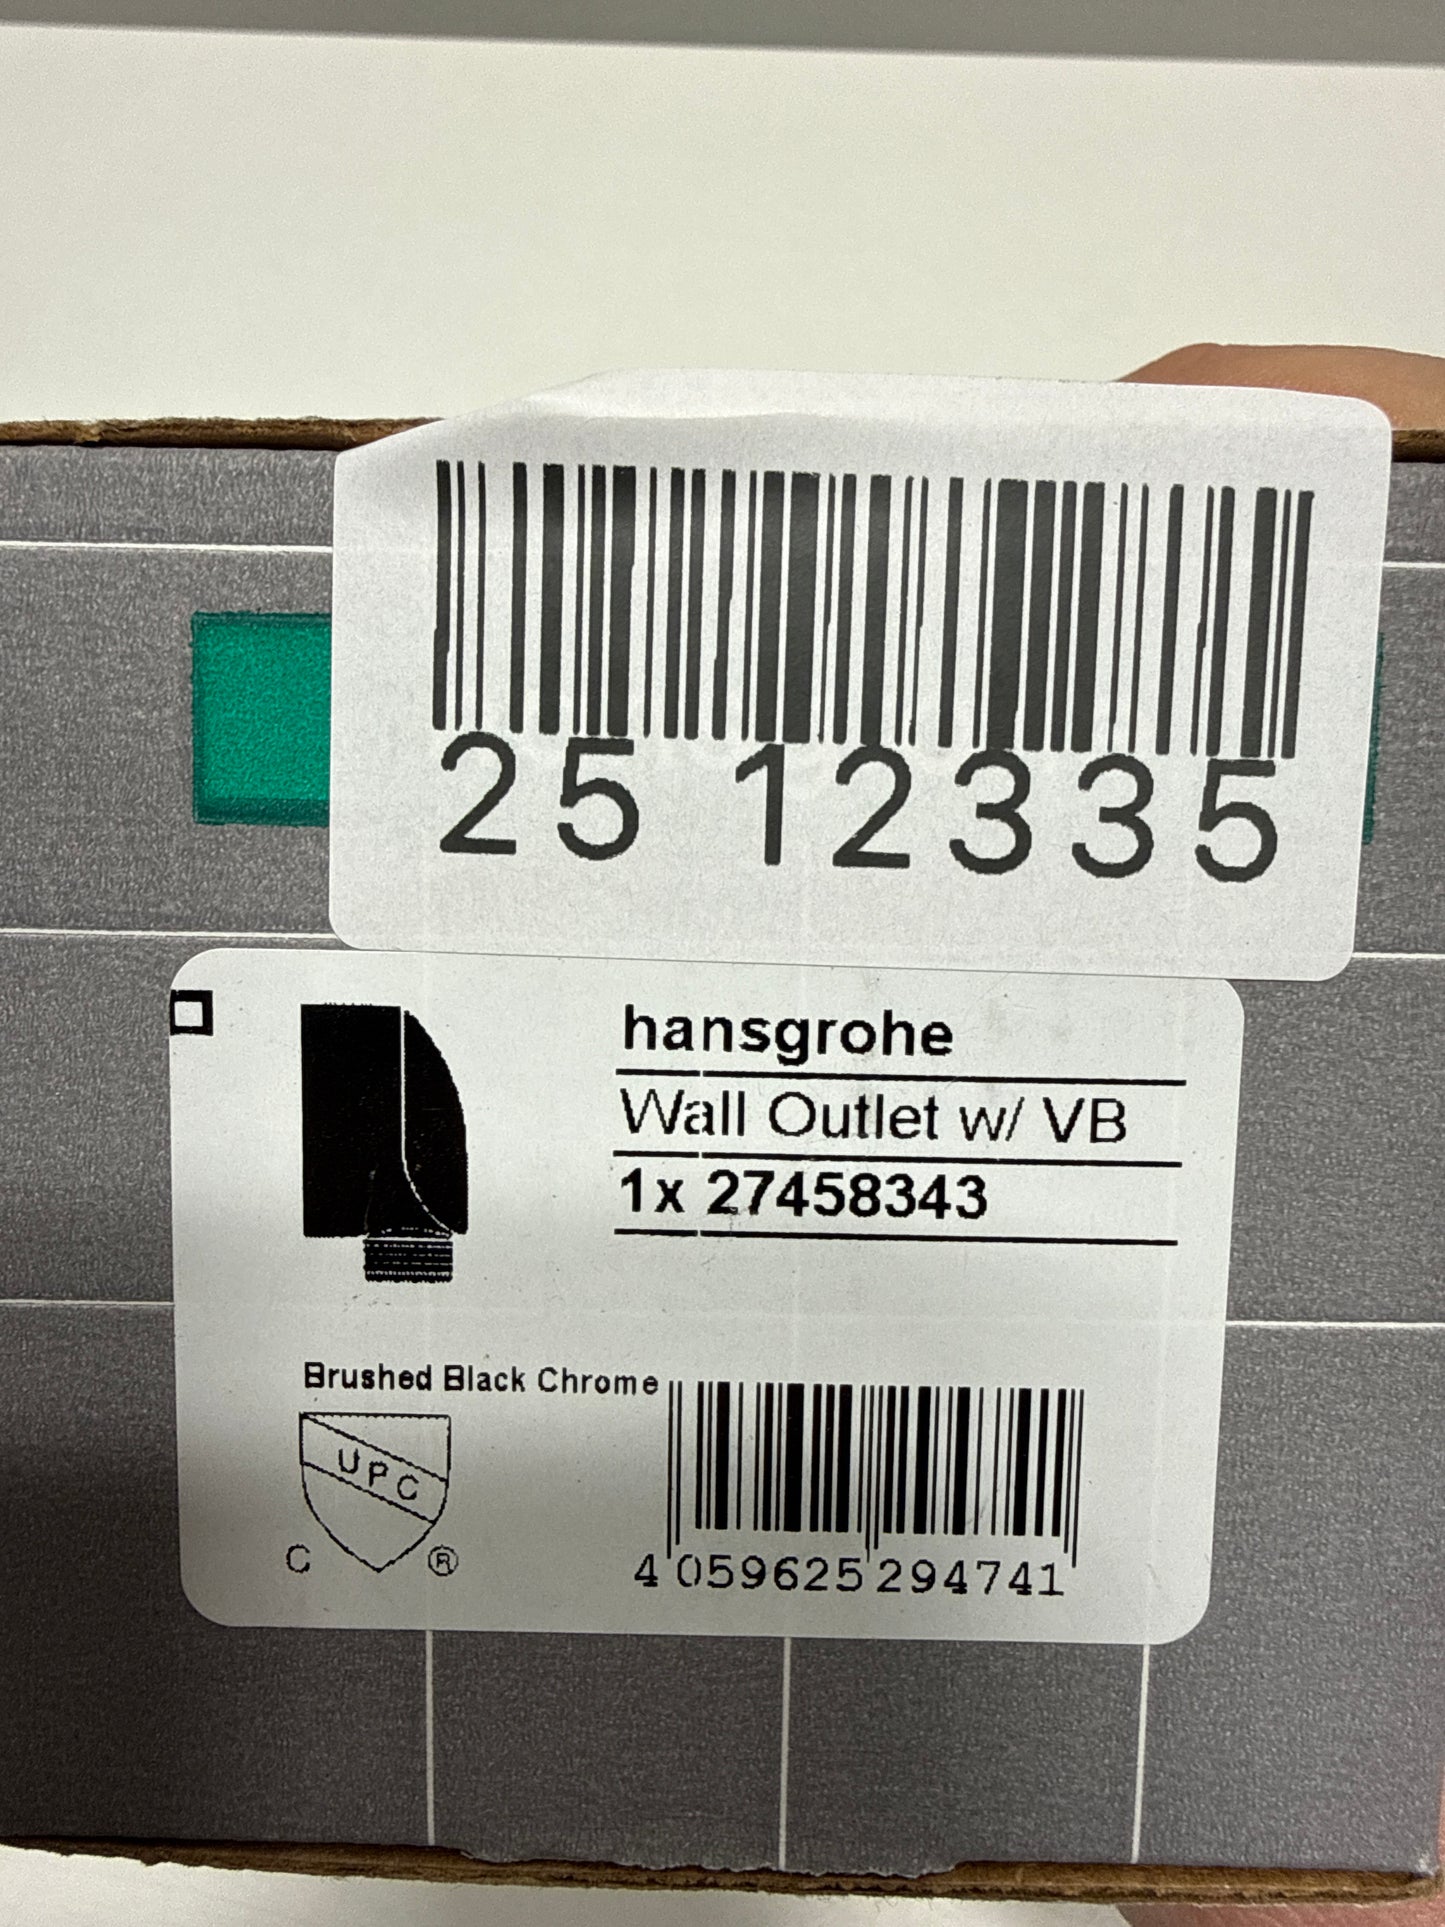 25 12335
hansgrohe
Wall Outlet w/ VB
1x 27458343
Brushed Black Chrome
UPC
C ®
4 059625 294741